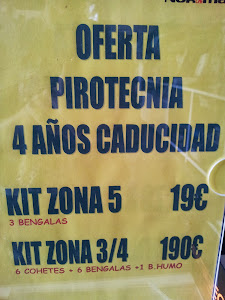 OFERTA
PIROTECNIA
4 AÑOS CADUCIDAD
KIT ZONA 5 19€
3 BENGALAS
KIT ZONA 3/4 190€
6 COHETES + 6 BENGALAS +1 B.HUMO